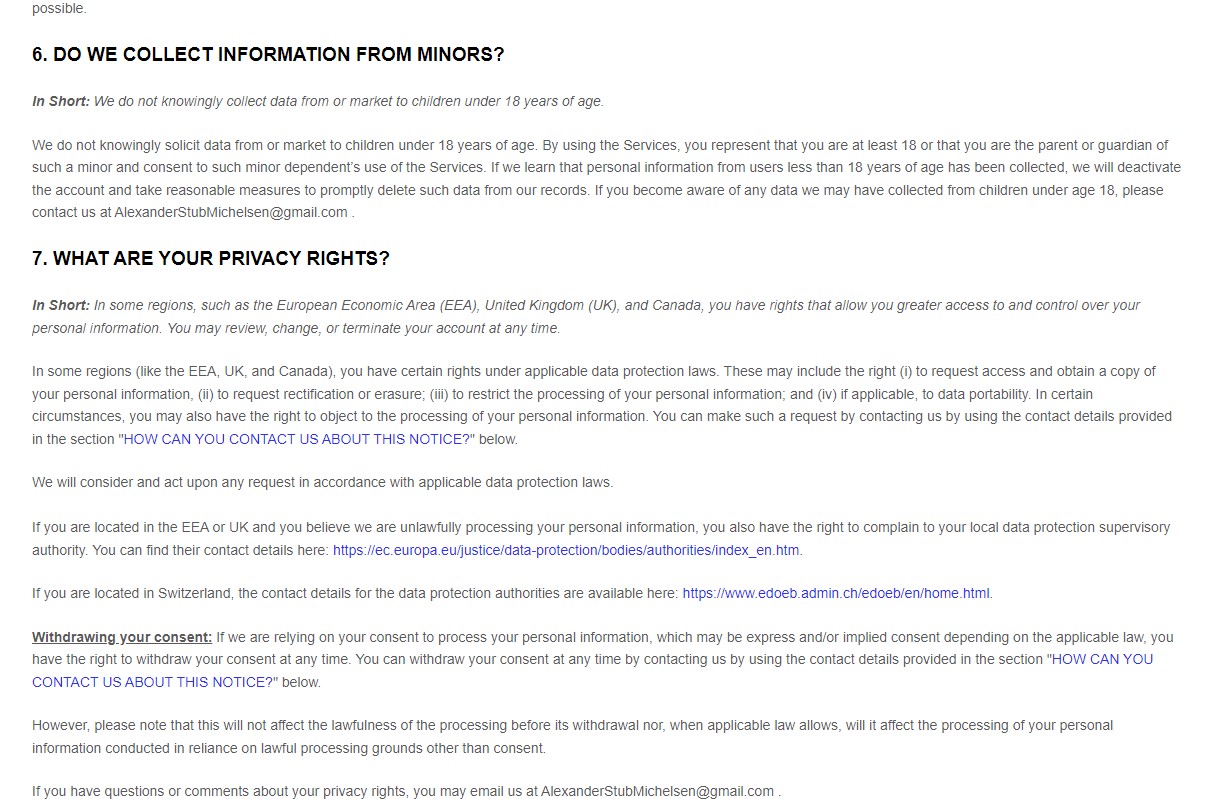 possible.
6. DO WE COLLECT INFORMATION FROM MINORS?
In Short: We do not knowingly collect data from or market to children under 18 years of age.
We do not knowingly solicit data from or market to children under 18 years of age. By using the Services, you represent that you are at least 18 or that you are the parent or guardian of
such a minor and consent to such minor dependent's use of the Services. If we learn that personal information from users less than 18 years of age has been collected, we will deactivate
the account and take reasonable measures to promptly delete such data from our records. If you become aware of any data we may have collected from children under age 18, please
contact us at AlexanderStubMichelsen@gmail.com .
7. WHAT ARE YOUR PRIVACY RIGHTS?
In Short: In some regions, such as the European Economic Area (EEA), United Kingdom (UK), and Canada, you have rights that allow you greater access to and control over your
personal information. You may review, change, or terminate your account at any time.
In some regions (like the EEA, UK, and Canada), you have certain rights under applicable data protection laws. These may include the right (i) to request access and obtain a copy of
your personal information, (ii) to request rectification or erasure; (iii) to restrict the processing of your personal information; and (iv) if applicable, to data portability. In certain
circumstances, you may also have the right to object to the processing of your personal information. You can make such a request by contacting us by using the contact details provided
in the section "HOW CAN YOU CONTACT US ABOUT THIS NOTICE?" below.
We will consider and act upon any request in accordance with applicable data protection laws.
If you are located in the EEA or UK and you believe we are unlawfully processing your personal information, you also have the right to complain to your local data protection supervisory
authority. You can find their contact details here: https://ec.europa.eu/justice/data-protection/bodies/authorities/index_en.htm.
If you are located in Switzerland, the contact details for the data protection authorities are available here: https://www.edoeb.admin.ch/edoeb/en/home.html.
Withdrawing your consent: If we are relying on your consent to process your personal information, which may be express and/or implied consent depending on the applicable law, you
have the right to withdraw your consent at any time. You can withdraw your consent at any time by contacting us by using the contact details provided in the section "HOW CAN YOU
CONTACT US ABOUT THIS NOTICE?" below.
However, please note that this will not affect the lawfulness of the processing before its withdrawal nor, when applicable law allows, will it affect the processing of your personal
information conducted in reliance on lawful processing grounds other than consent.
If you have questions or comments about your privacy rights, you may email us at AlexanderStubMichelsen@gmail.com .